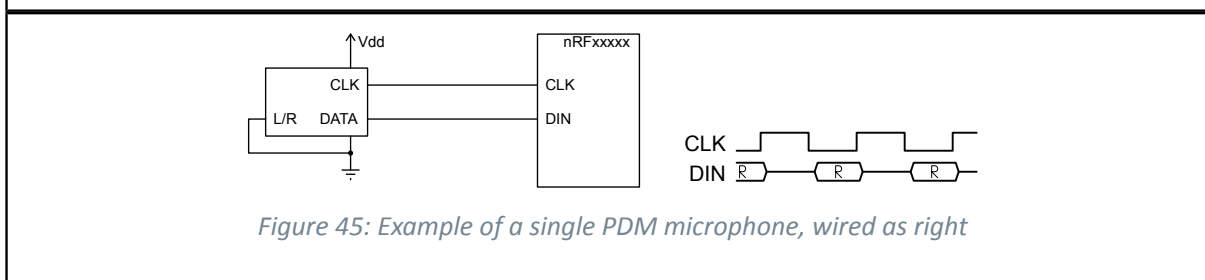 Vdd
nRFxxxxx
CLK
CLK
L/R
DATA
DIN
CLK
DIN
R
R
R
Figure 45: Example of a single PDM microphone, wired as right